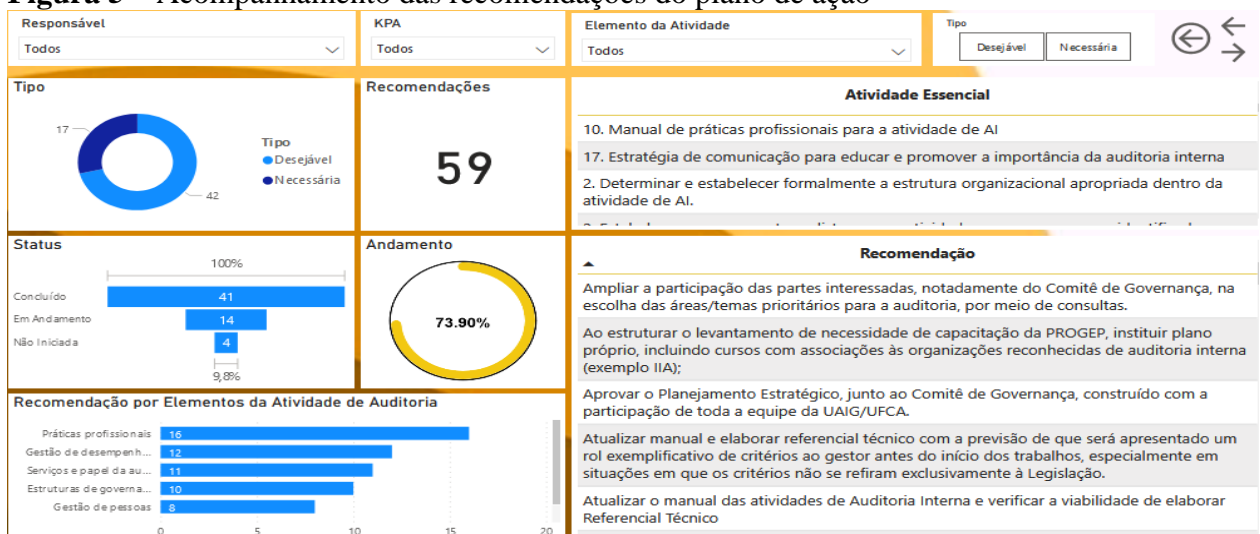 Figura 5 – Acompanhamento das recomendações do plano de ação
Responsável
Todos
KPA
Todos
Elemento da Atividade
Todos
Tipo
Desejável
Necessária
Tipo
17
42
Tipo
Desejável
Necessária
Recomendações
59
Atividade Essencial
10. Manual de práticas profissionais para a atividade de AI
17. Estratégia de comunicação para educar e promover a importância da auditoria interna
2. Determinar e estabelecer formalmente a estrutura organizacional apropriada dentro da
atividade de AI.
Status
100%
Concluído
41
Em Andamento
14
Não Iniciada
4
9,8%
Andamento
73.90%
Recomendação
Ampliar a participação das partes interessadas, notadamente do Comitê de Governança, na
escolha das áreas/temas prioritários para a auditoria, por meio de consultas.
Ao estruturar o levantamento de necessidade de capacitação da PROGEP, instituir plano
próprio, incluindo cursos com associações às organizações reconhecidas de auditoria interna
(exemplo IIA);
Aprovar o Planejamento Estratégico, junto ao Comitê de Governança, construído com a
participação de toda a equipe da UAIG/UFCA.
Atualizar manual e elaborar referencial técnico com a previsão de que será apresentado um
rol exemplificativo de critérios ao gestor antes do início dos trabalhos, especialmente em
situações em que os critérios não se refiram exclusivamente à Legislação.
Atualizar o manual das atividades de Auditoria Interna e verificar a viabilidade de elaborar
Referencial Técnico
Recomendação por Elementos da Atividade de Auditoria
Práticas profissionais
16
Gestão de desempenh...
12
Serviços e papel da au...
11
Estruturas de governa...
10
Gestão de pessoas
8
0 5 10 15 20